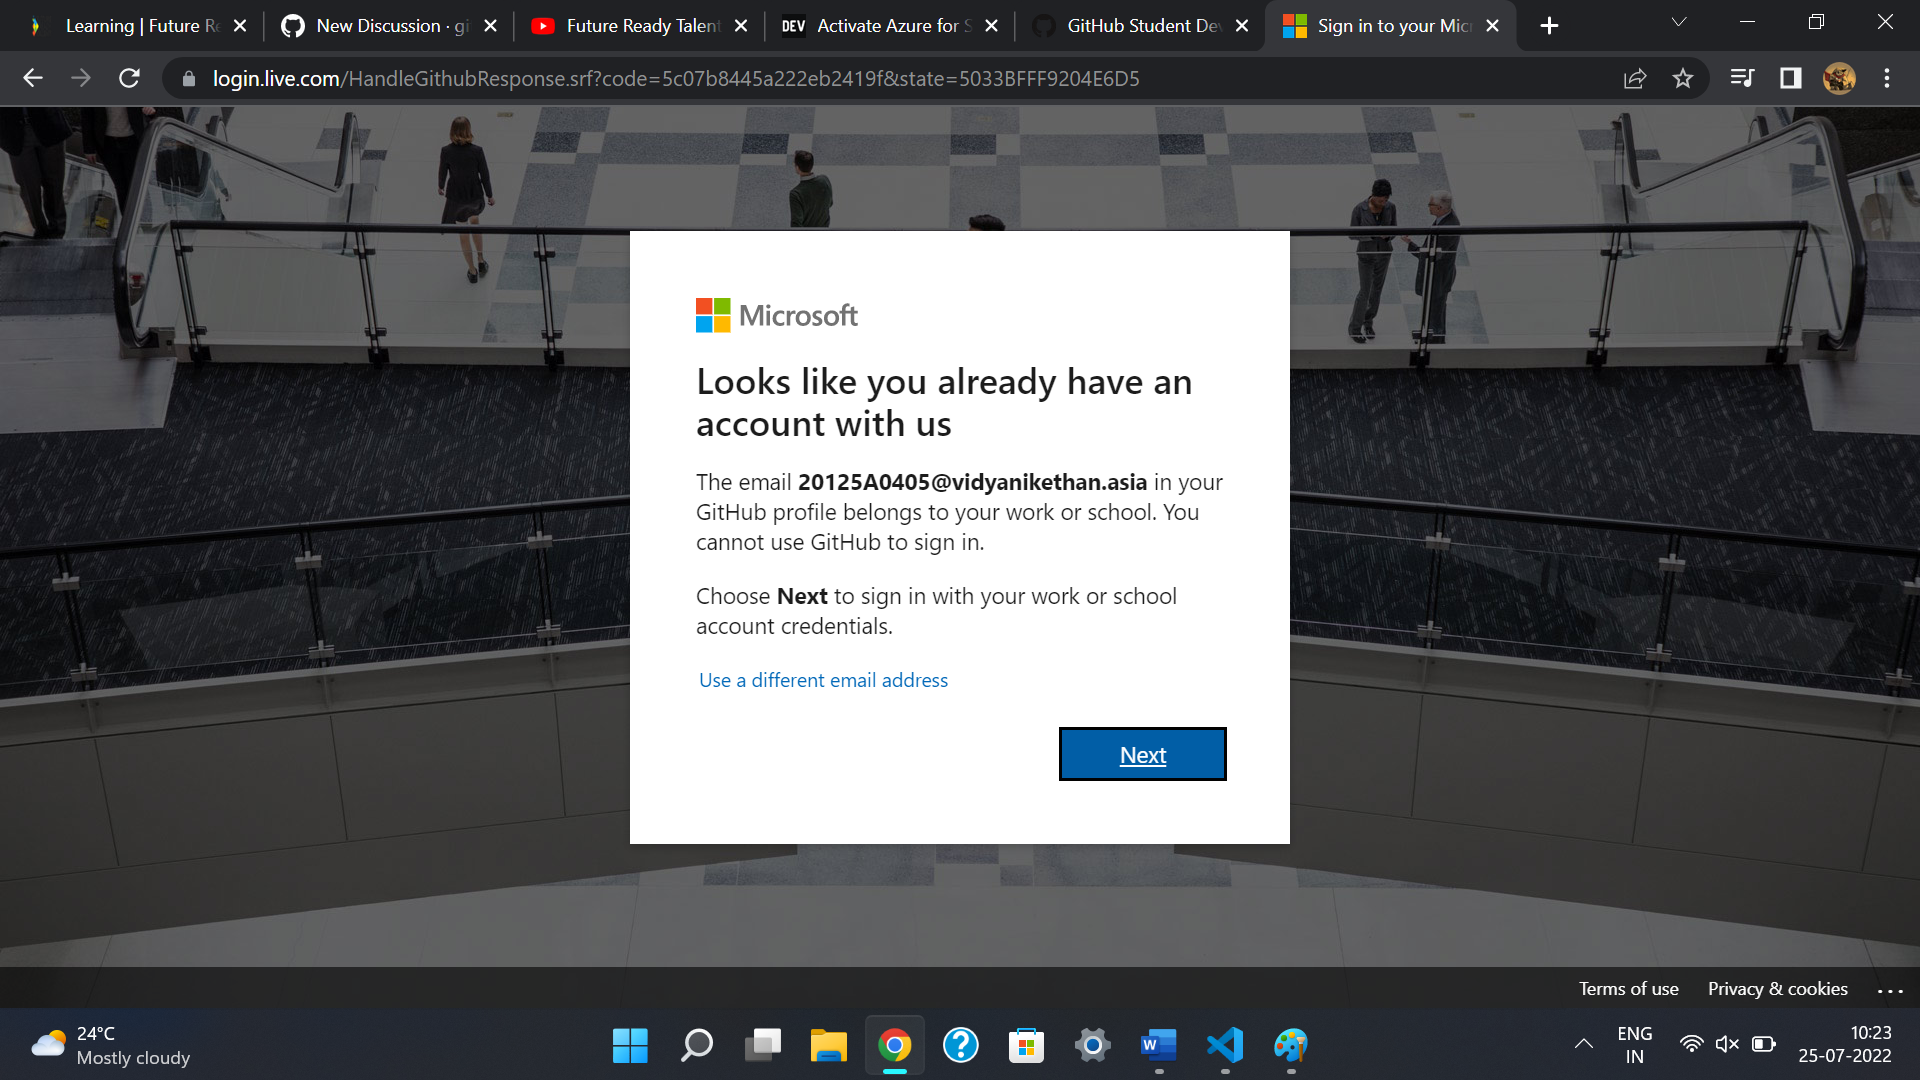 Learning | Future Re
New Discussion · gi
Future Ready Talent
DEV
Activate Azure for S
GitHub Student Dev
Sign in to your Micr
login.live.com/HandleGithubResponse.srf?code=5c07b8445a222eb2419f&state=5033BFFF9204E6D5
Microsoft
Looks like you already have an
account with us
The email 20125A0405@vidyanikethan.asia in your
GitHub profile belongs to your work or school. You
cannot use GitHub to sign in.
Choose Next to sign in with your work or school
account credentials.
Use a different email address
Next
Terms of use
Privacy & cookies
...
24°C
Mostly cloudy
W
ENG
IN
10:23
25-07-2022